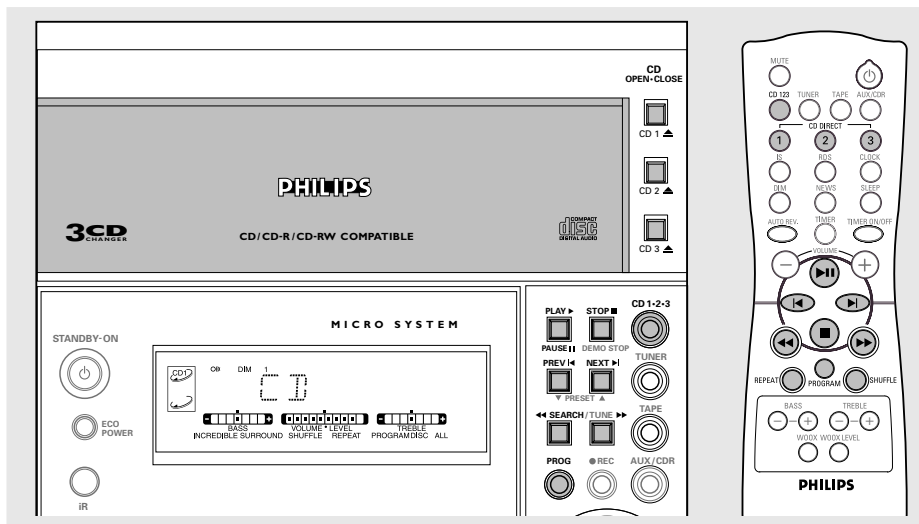 CD
OPEN•CLOSE
CD 1
CD 2
CD 3
PHILIPS
3CD
CHANGER
CD/CD-R/CD-RW COMPATIBLE
COMPACT
disc
DIGITAL AUDIO
MICRO SYSTEM
STANDBY-ON
ECO
POWER
iR
CD1
DIM 1
CD
BASS VOLUME LEVEL TREBLE
INCREDIBLE SURROUND SHUFFLE REPEAT PROGRAM DISC ALL
PLAY STOP CD 1•2•3
PAUSE DEMO STOP
PREV NEXT TUNER
PRESET
SEARCH/TUNE TAPE
PROG REC AUX/CDR
MUTE
CD 123 TUNER TAPE AUX/CDR
CD DIRECT
1 2 3
IS RDS CLOCK
DIM NEWS SLEEP
AUTO REV. TIMER TIMER ON/OFF
VOLUME
REPEAT PROGRAM SHUFFLE
BASS TREBLE
WOOX WOOX LEVEL
PHILIPS